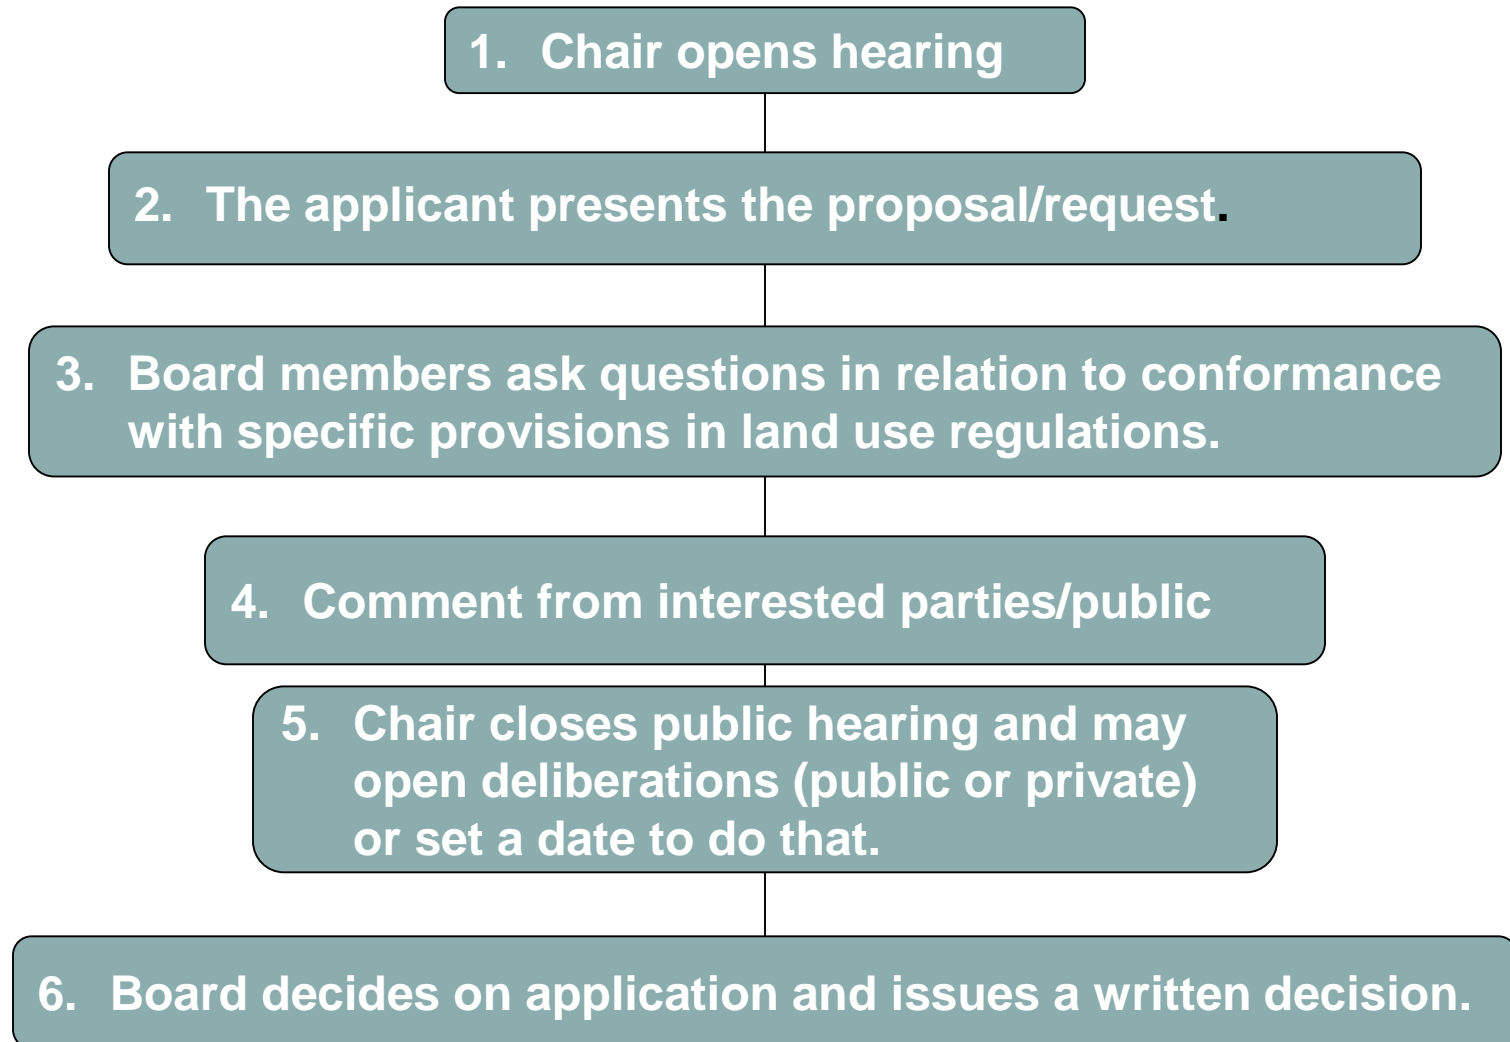 1. Chair opens hearing
2. The applicant presents the proposal/request.
3. Board members ask questions in relation to conformance
with specific provisions in land use regulations.
4. Comment from interested parties/public
5. Chair closes public hearing and may
open deliberations (public or private)
or set a date to do that.
6. Board decides on application and issues a written decision.